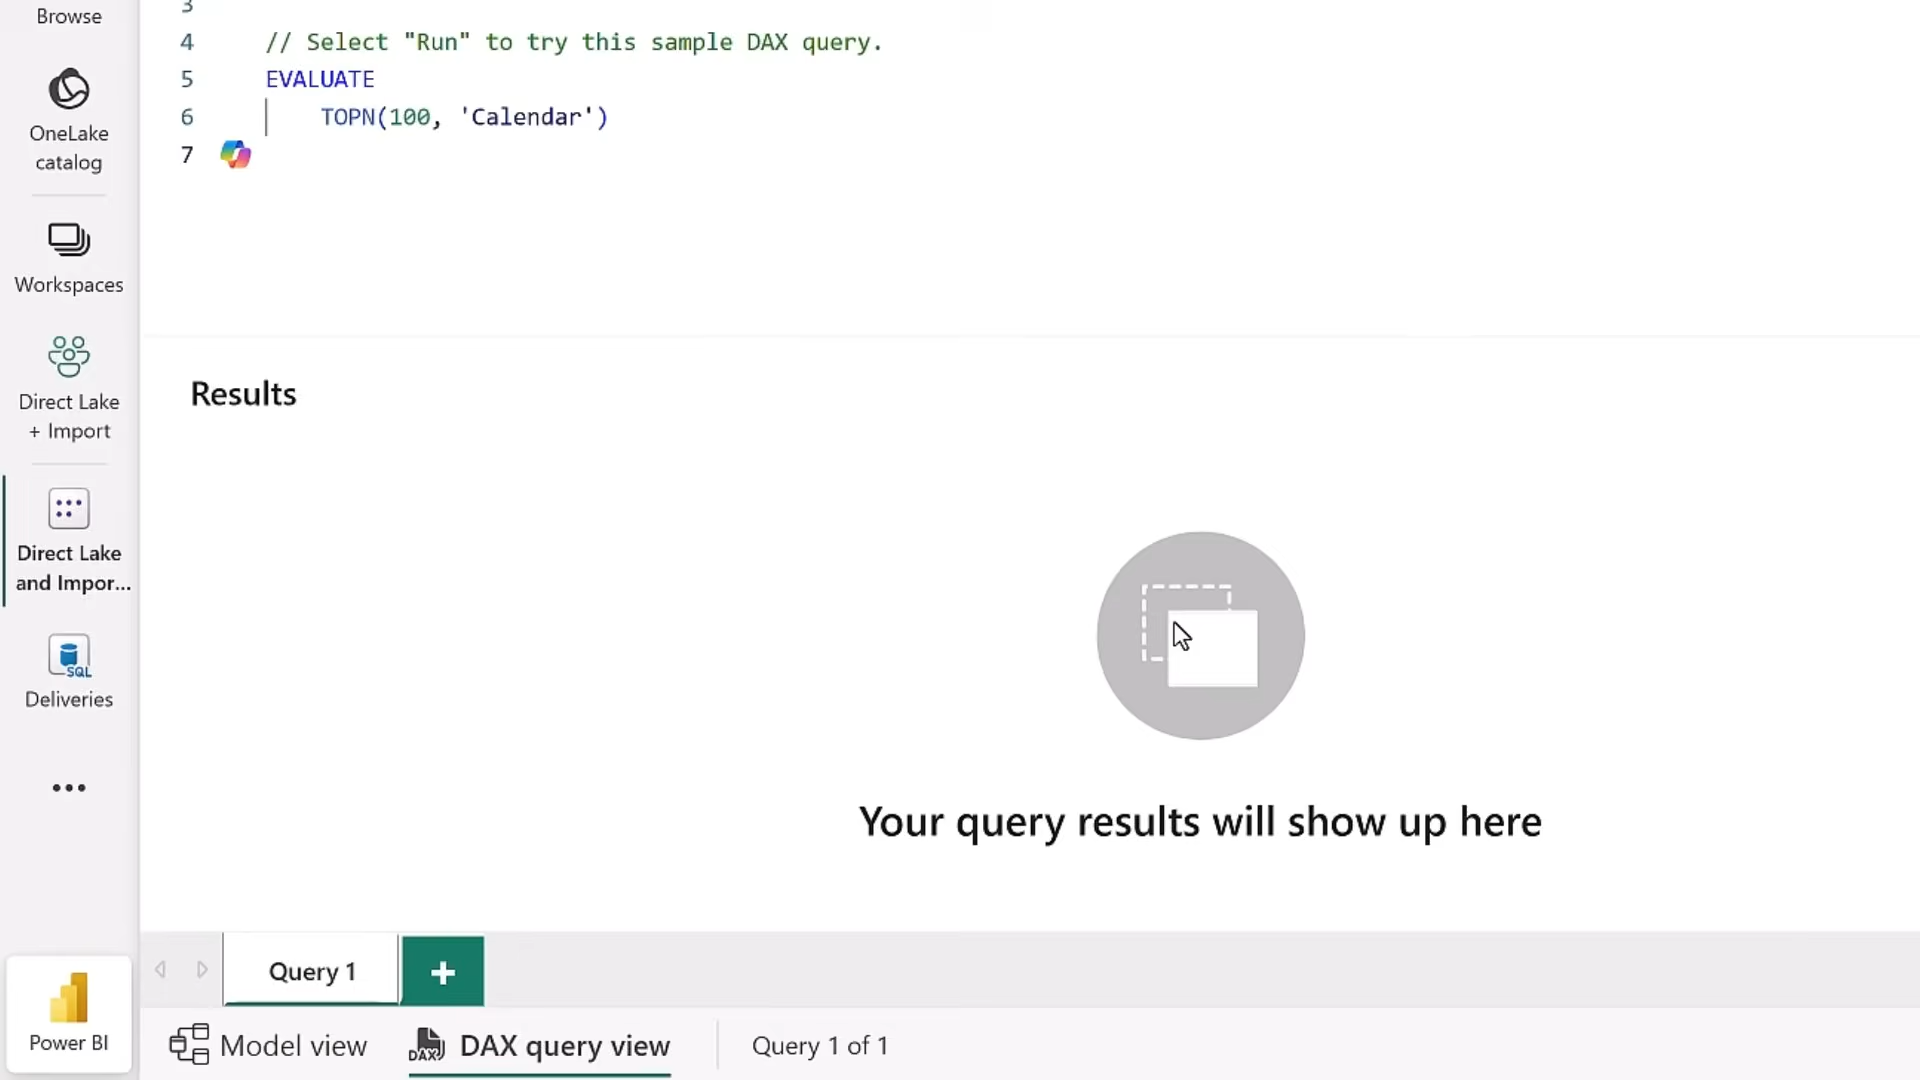 Browse
OneLake
catalog
Workspaces
Direct Lake
+ Import
Direct Lake
and Impor...
SQL
Deliveries
Power BI
3
4 // Select "Run" to try this sample DAX query.
5 EVALUATE
6 TOPN(100, 'Calendar')
7
Results
Your query results will show up here
Query 1
Model view
DAX
DAX query view
Query 1 of 1